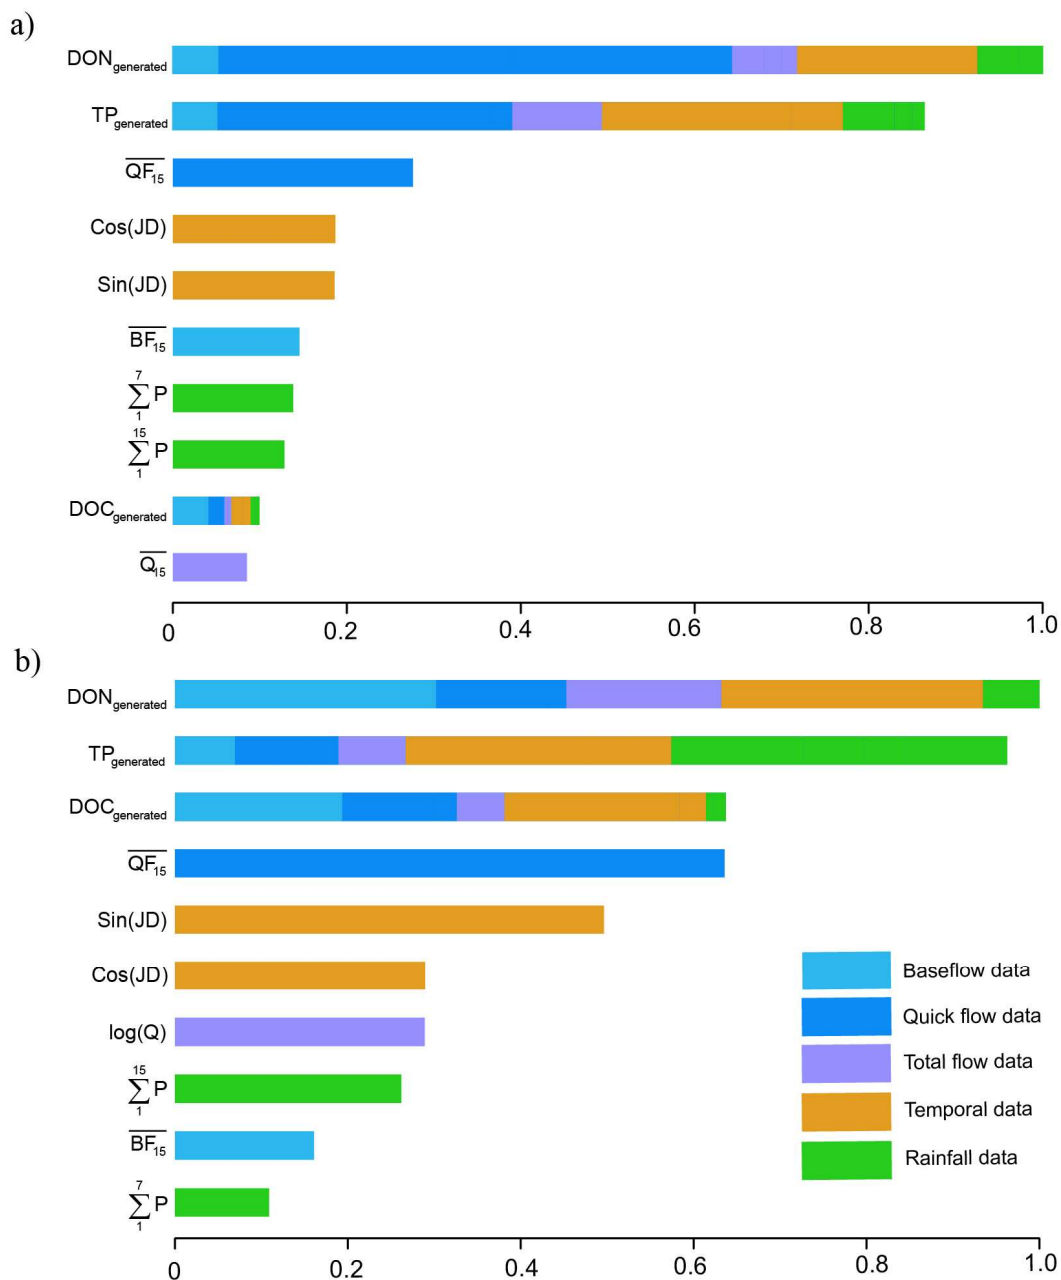 a)
DONgenerated
TPgenerated
QF15
Cos(JD)
Sin(JD)
BF15
7
∑P
1
15
∑P
1
DOCgenerated
Q15
0 0.2 0.4 0.6 0.8 1.0
b)
DONgenerated
TPgenerated
DOCgenerated
QF15
Sin(JD)
Cos(JD)
log(Q)
15
∑P
1
BF15
7
∑P
1
Baseflow data
Quick flow data
Total flow data
Temporal data
Rainfall data
0 0.2 0.4 0.6 0.8 1.0